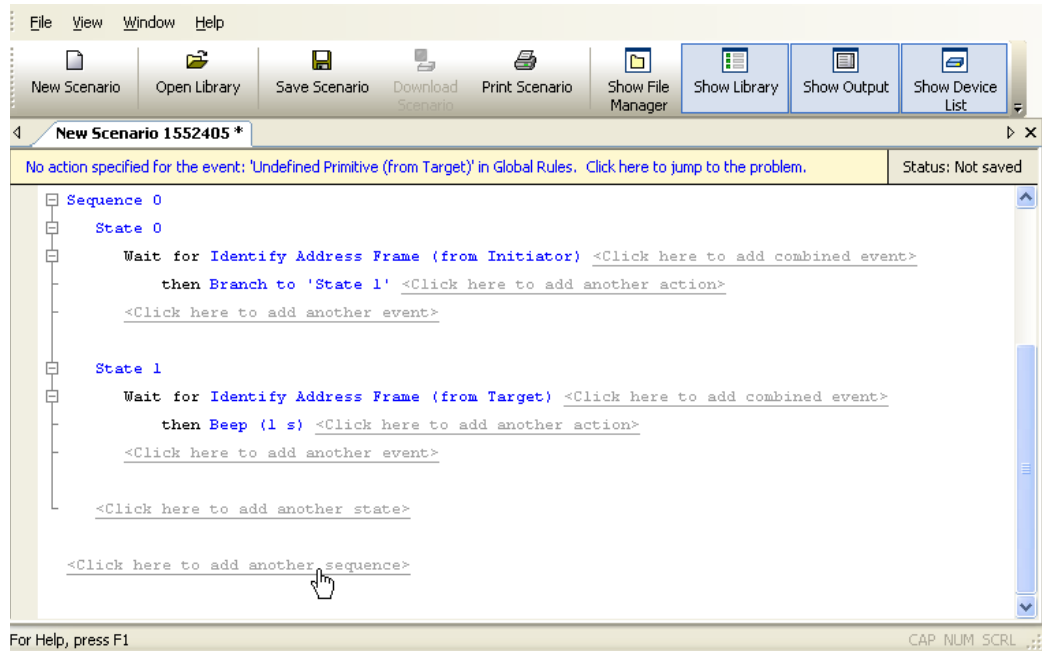 File View Window Help
New Scenario Open Library Save Scenario Download Scenario Print Scenario Show File Manager Show Library Show Output Show Device List
New Scenario 1552405 *
No action specified for the event: 'Undefined Primitive (from Target)' in Global Rules. Click here to jump to the problem. Status: Not saved
Sequence 0
State 0
Wait for Identify Address Frame (from Initiator) <Click here to add combined event>
then Branch to 'State 1' <Click here to add another action>
<Click here to add another event>
State 1
Wait for Identify Address Frame (from Target) <Click here to add combined event>
then Beep (1 s) <Click here to add another action>
<Click here to add another event>
<Click here to add another state>
<Click here to add another sequence>
For Help, press F1 CAP NUM SCRL